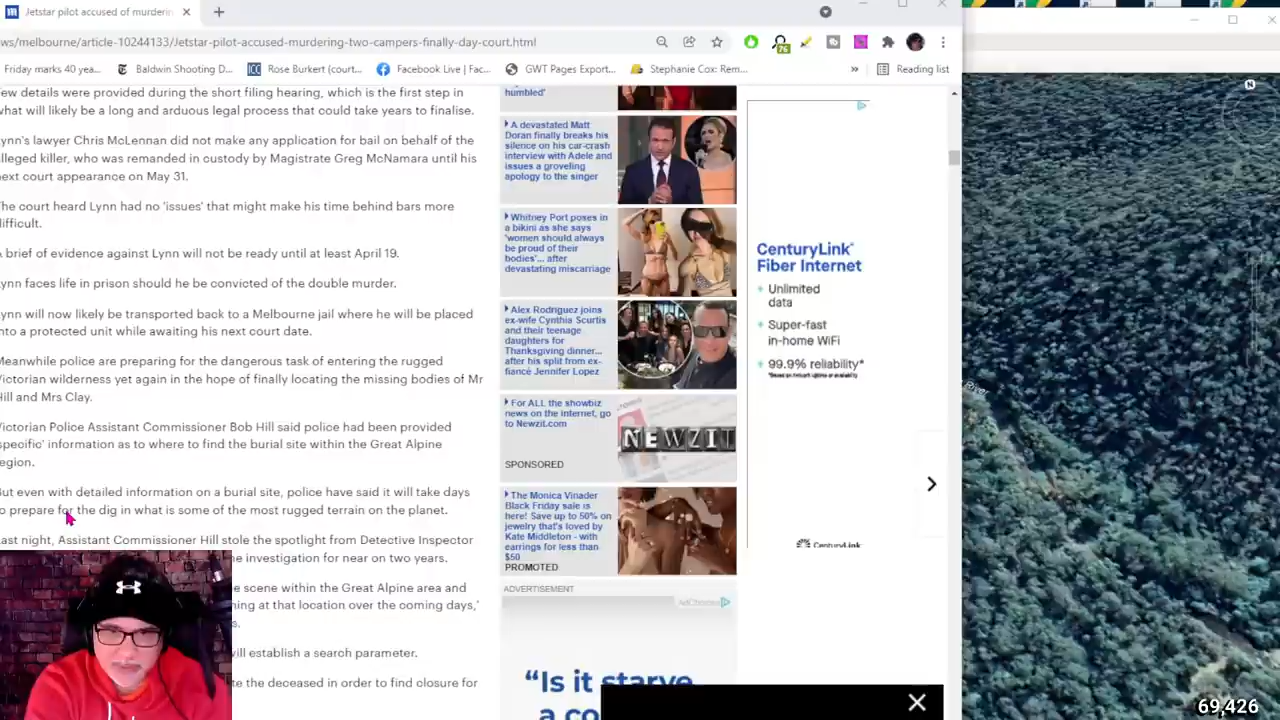 Jetstar pilot accused of murderin
ws/melbourne/article-10244183/Jetstar-pilot-accused-murdering-two-campers-finally-day-court.html
76
Friday marks 40 yea...
Baldwin Shooting D...
Rose Burkert (court...
Facebook Live | Fac...
GWT Pages Export...
Stephanie Cox: Rem...
»
Reading list
ew details were provided during the short filing hearing, which is the first step in
what will likely be a long and arduous legal process that could take years to finalise.
ynn's lawyer Chris McLennan did not make any application for bail on behalf of the
lleged killer, who was remanded in custody by magistrate Greg McNamara until his
ext court appearance on May 31.
The court heard Lynn had no 'issues' that might make his time behind bars more
difficult.
brief of evidence against Lynn will not be ready until at least April 19.
ynn faces life in prison should he be convicted of the double murder.
ynn will now likely be transported back to a Melbourne jail where he will be placed
nto a protected unit while awaiting his next court date.
Meanwhile police are preparing for the dangerous task of entering the rugged
Victorian wilderness yet again in the hope of finally locating the missing bodies of Mr
Hill and Mrs Clay.
Victorian Police Assistant Commissioner Bob Hill said police had been provided
specific' information as to where to find the burial site within the Great Alpine
egion.
But even with detailed information on a burial site, police have said it will take days
o prepare for the dig in what is some of the most rugged terrain on the planet.
ast night, Assistant Commissioner Hill stole the spotlight from Detective Inspector
e investigation for near on two years.
e scene within the Great Alpine area and
ning at that location over the coming days,'
s.
will establish a search parameter.
te the deceased in order to find closure for
humbled'
A devastated Matt
Doran finally breaks his
silence on his car-crash
interview with Adele and
issues a groveling
apology to the singer
Whitney Port poses in
a bikini as she says
'women should always
be proud of their
bodies'... after
devastating miscarriage
Alex Rodriguez joins
ex-wife Cynthia Scurtis
and their teenage
daughters for
Thanksgiving dinner...
after his split from ex-
fiancé Jennifer Lopez
For ALL the showbiz
news on the internet, go
to Newzit.com
SPONSORED
NEWZIT
The Monica Vinader
Black Friday sale is
here! Save up to 50% on
jewelry that's loved by
Kate Middleton - with
earrings for less than
$50
PROMOTED
ADVERTISEMENT
AdChoices
"Is it starve
a co
CenturyLink
Fiber Internet
+ Unlimited
data
+ Super-fast
in-home WiFi
+ 99.9% reliability*
CenturyLink
River
N
69,426